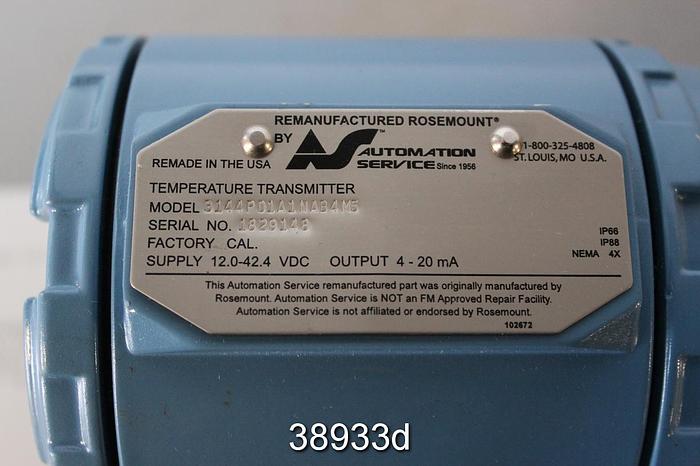 REMANUFACTURED ROSEMOUNT®
BY AS™ AUTOMATION SERVICE Since 1956
1-800-325-4808
ST. LOUIS, MO U.S.A.
REMADE IN THE USA
TEMPERATURE TRANSMITTER
MODEL 3144P01A1NAB4M5
SERIAL NO. 1829148
FACTORY CAL.
SUPPLY 12.0-42.4 VDC OUTPUT 4 - 20 mA
IP66
IP88
NEMA 4X
This Automation Service remanufactured part was originally manufactured by
Rosemount. Automation Service is NOT an FM Approved Repair Facility.
Automation Service is not affiliated or endorsed by Rosemount.
102672
38933d